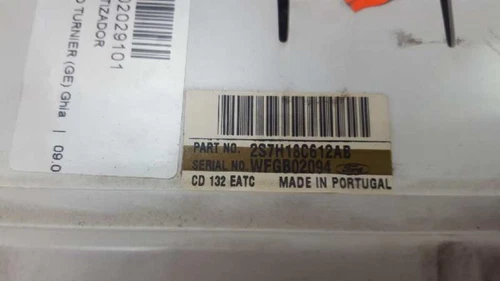 02029101
TIZADOR
O TURNIER (GE) Ghia | 09.0
PART NO. 2S7H18C612AB
SERIAL NO. WFGB02094
Ford
CD 132 EATC MADE IN PORTUGAL